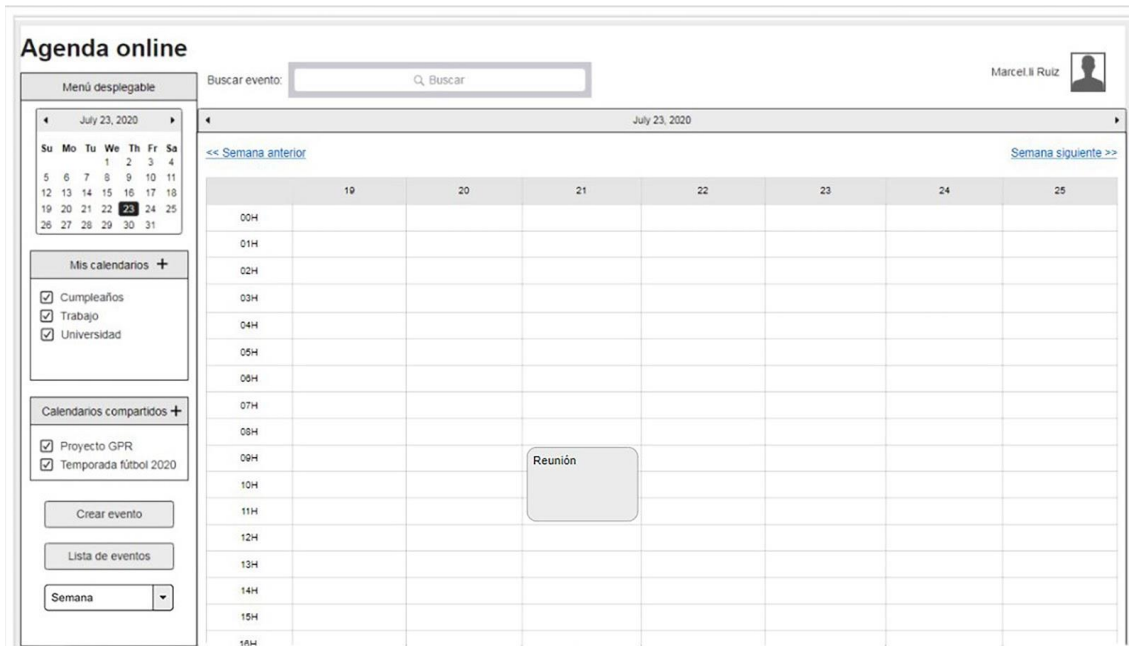 Agenda online
Menú desplegable
Buscar evento:
Buscar
Marcel.li Ruiz
July 23, 2020
Su Mo Tu We Th Fr Sa
1 2 3 4
5 6 7 8 9 10 11
12 13 14 15 16 17 18
19 20 21 22 23 24 25
26 27 28 29 30 31
Mis calendarios +
Cumpleaños
Trabajo
Universidad
Calendarios compartidos +
Proyecto GPR
Temporada fútbol 2020
Crear evento
Lista de eventos
Semana
July 23, 2020
<< Semana anterior
Semana siguiente >>
19 20 21 22 23 24 25
00H
01H
02H
03H
04H
05H
06H
07H
08H
09H
Reunión
10H
11H
12H
13H
14H
15H
16H